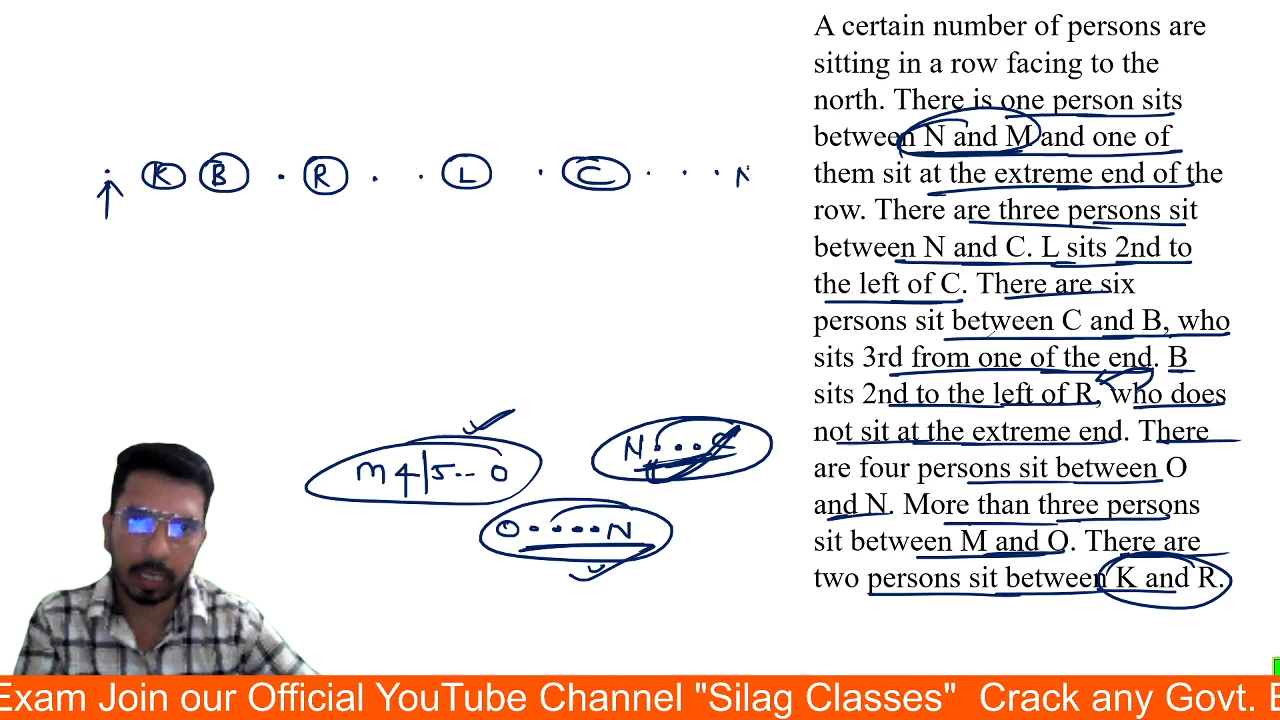 A certain number of persons are
sitting in a row facing to the
north. There is one person sits
between N and M and one of
them sit at the extreme end of the
row. There are three persons sit
between N and C. L sits 2nd to
the left of C. There are six
persons sit between C and B, who
sits 3rd from one of the end. B
sits 2nd to the left of R, who does
not sit at the extreme end. There
are four persons sit between O
and N. More than three persons
sit between M and O. There are
two persons sit between K and R.
K B . R . . L . C . . . N
M 4/5 -- O
N . . . C
O . . . . N
Exam Join our Official YouTube Channel "Silag Classes" Crack any Govt. E